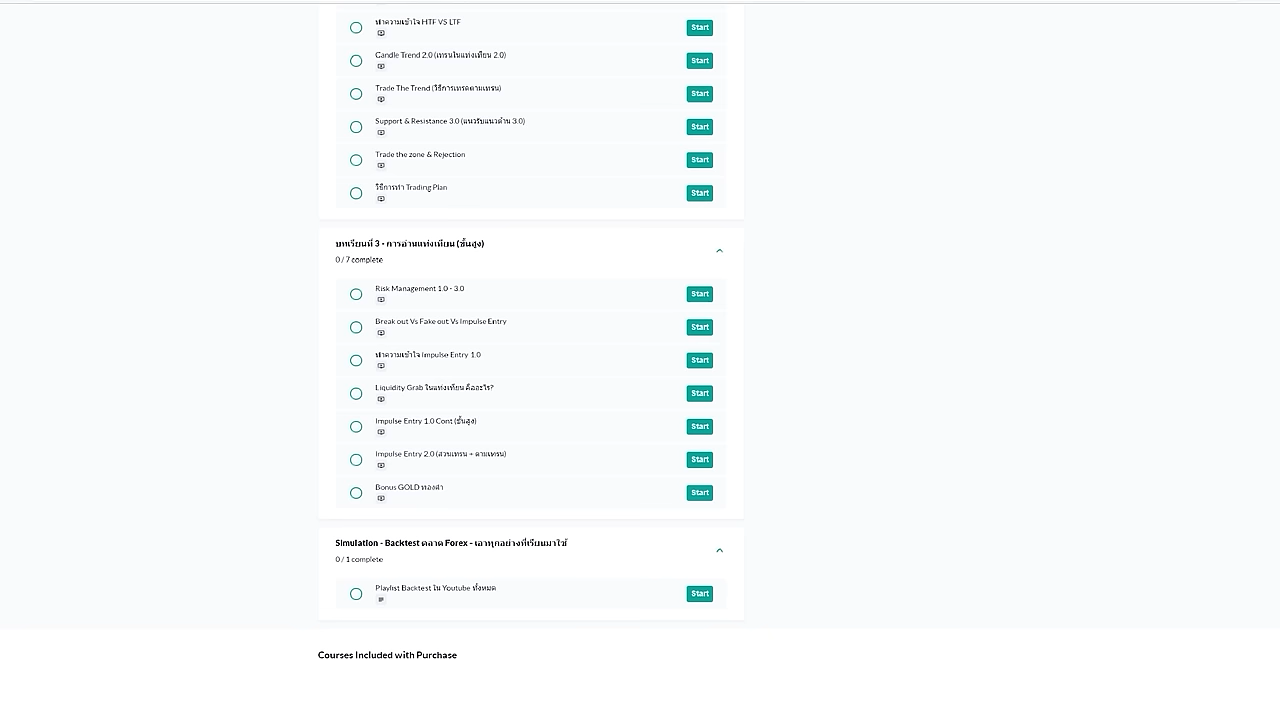 ทำความเข้าใจ HTF VS LTF
Start
Candle Trend 2.0 (เทรนในแท่งเทียน 2.0)
Start
Trade The Trend (วิธีการเทรดตามเทรน)
Start
Support & Resistance 3.0 (แนวรับแนวต้าน 3.0)
Start
Trade the zone & Rejection
Start
วิธีการทำ Trading Plan
Start
บทเรียนที่ 3 - การอ่านแท่งเทียน (ขั้นสูง)
0 / 7 complete
Risk Management 1.0 - 3.0
Start
Break out Vs Fake out Vs Impulse Entry
Start
ทำความเข้าใจ Impulse Entry 1.0
Start
Liquidity Grab ในแท่งเทียน คืออะไร?
Start
Impulse Entry 1.0 Cont (ขั้นสูง)
Start
Impulse Entry 2.0 (สวนเทรน + ตามเทรน)
Start
Bonus GOLD ทองคำ
Start
Simulation - Backtest ตลาด Forex - เอาทุกอย่างที่เรียนมาใช้
0 / 1 complete
Playlist Backtest ใน Youtube ทั้งหมด
Start
Courses Included with Purchase